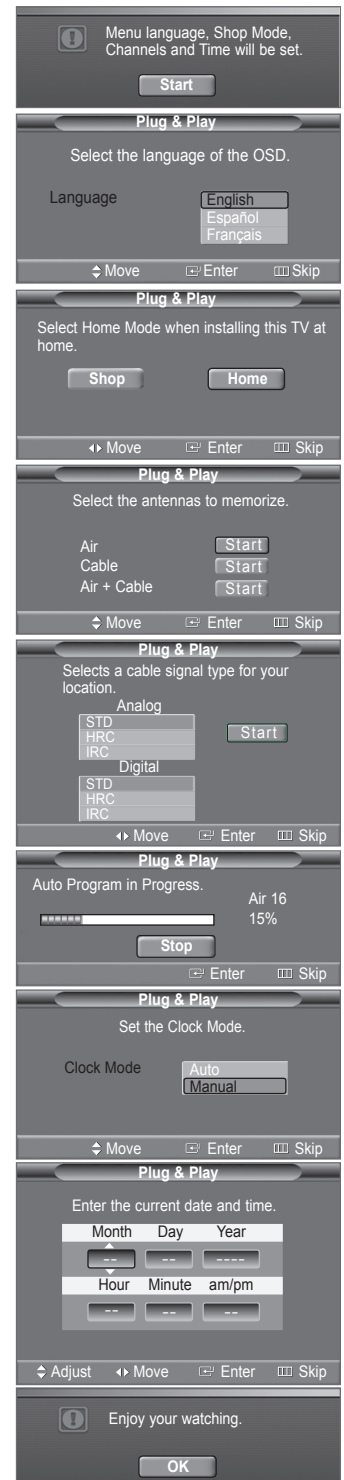 Menu language, Shop Mode,
Channels and Time will be set.
Start
Plug & Play
Select the language of the OSD.
Language English
Español
Français
Move Enter Skip
Plug & Play
Select Home Mode when installing this TV at
home.
Shop Home
Move Enter Skip
Plug & Play
Select the antennas to memorize.
Air Start
Cable Start
Air + Cable Start
Move Enter Skip
Plug & Play
Selects a cable signal type for your
location.
Analog
STD
HRC
IRC
Start
Digital
STD
HRC
IRC
Move Enter Skip
Plug & Play
Auto Program in Progress.
Air 16
15%
Stop
Enter Skip
Plug & Play
Set the Clock Mode.
Clock Mode Auto
Manual
Move Enter Skip
Plug & Play
Enter the current date and time.
Month Day Year
-- -- ----
Hour Minute am/pm
-- -- --
Adjust Move Enter Skip
Enjoy your watching.
OK